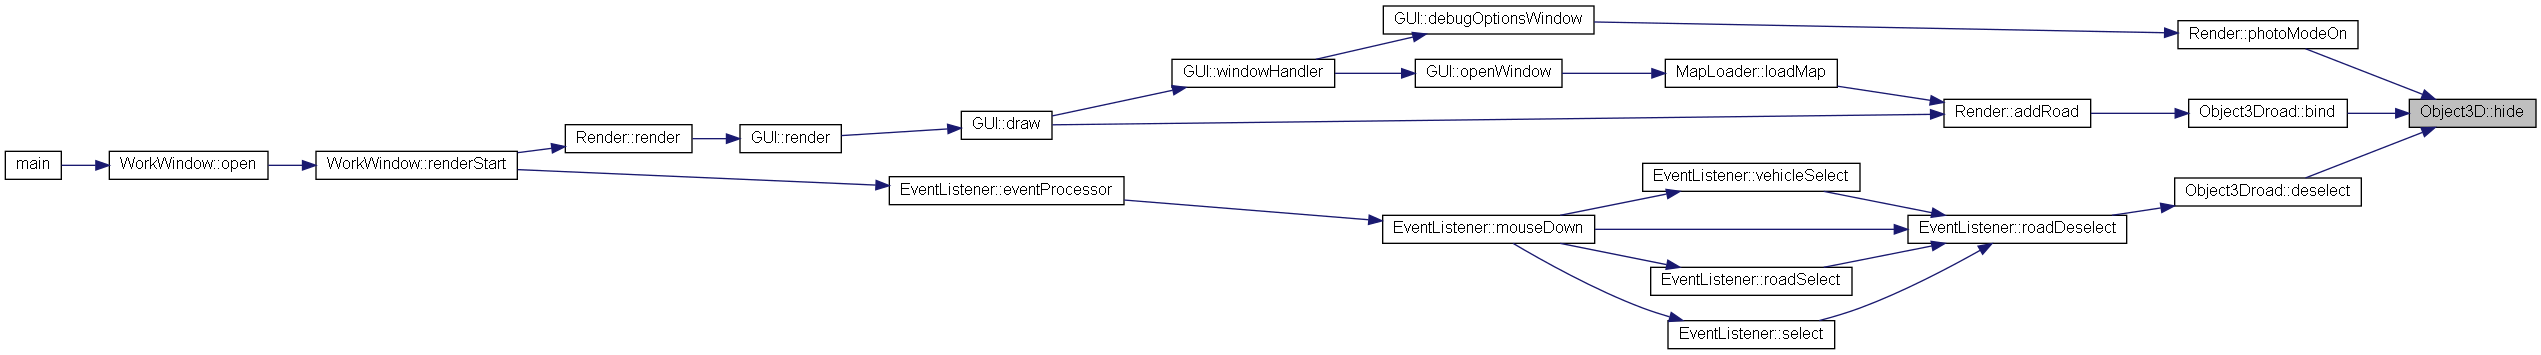 main
WorkWindow::open
WorkWindow::renderStart
Render::render
GUI::render
GUI::draw
GUI::windowHandler
GUI::debugOptionsWindow
GUI::openWindow
MapLoader::loadMap
Render::addRoad
Render::photoModeOn
Object3Droad::bind
Object3D::hide
Object3Droad::deselect
EventListener::eventProcessor
EventListener::mouseDown
EventListener::vehicleSelect
EventListener::roadDeselect
EventListener::roadSelect
EventListener::select